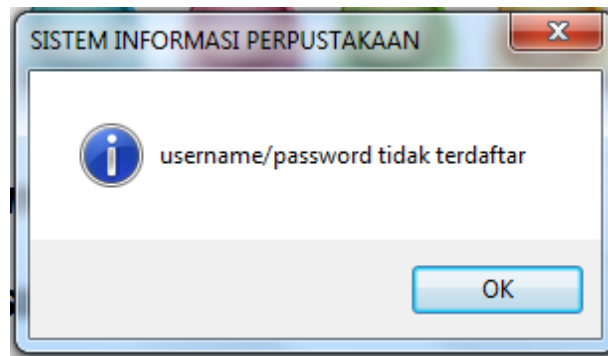 SISTEM INFORMASI PERPUSTAKAAN
username/password tidak terdaftar
OK